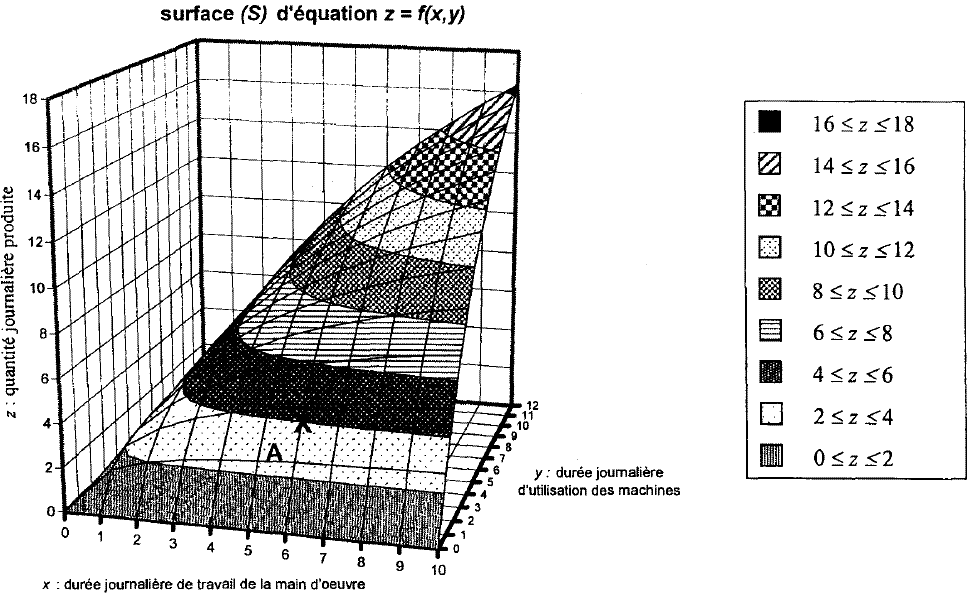 surface (S) d'équation z = f(x,y)
z : quantité journalière produite
18
16
14
12
10
8
6
4
2
0
A
0
1
2
3
4
5
6
7
8
9
10
0
1
2
3
4
5
6
7
8
9
10
11
12
y : durée journalière
d'utilisation des machines
x : durée journalière de travail de la main d'oeuvre
16 ≤ z ≤ 18
14 ≤ z ≤ 16
12 ≤ z ≤ 14
10 ≤ z ≤ 12
8 ≤ z ≤ 10
6 ≤ z ≤ 8
4 ≤ z ≤ 6
2 ≤ z ≤ 4
0 ≤ z ≤ 2